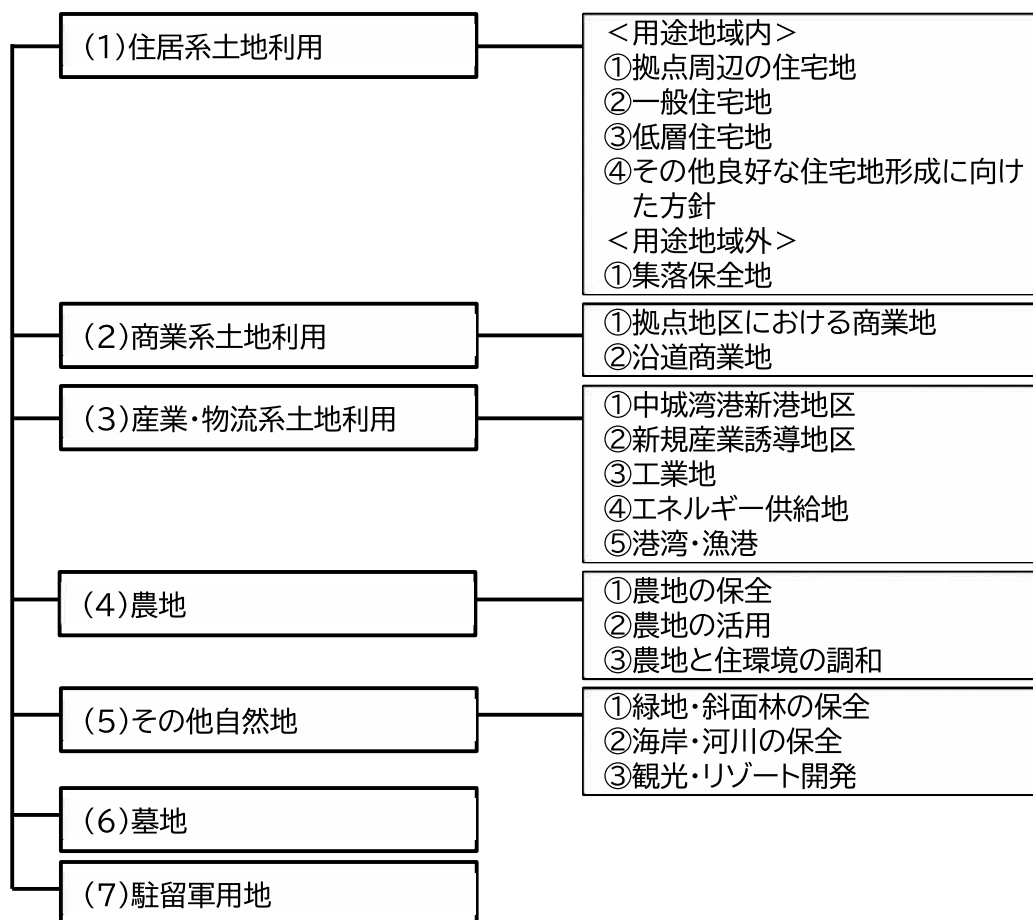 (1)住居系土地利用
＜用途地域内＞
①拠点周辺の住宅地
②一般住宅地
③低層住宅地
④その他良好な住宅地形成に向け
た方針
＜用途地域外＞
①集落保全地
(2)商業系土地利用
①拠点地区における商業地
②沿道商業地
(3)産業・物流系土地利用
①中城湾港新港地区
②新規産業誘導地区
③工業地
④エネルギー供給地
⑤港湾・漁港
(4)農地
①農地の保全
②農地の活用
③農地と住環境の調和
(5)その他自然地
①緑地・斜面林の保全
②海岸・河川の保全
③観光・リゾート開発
(6)墓地
(7)駐留軍用地